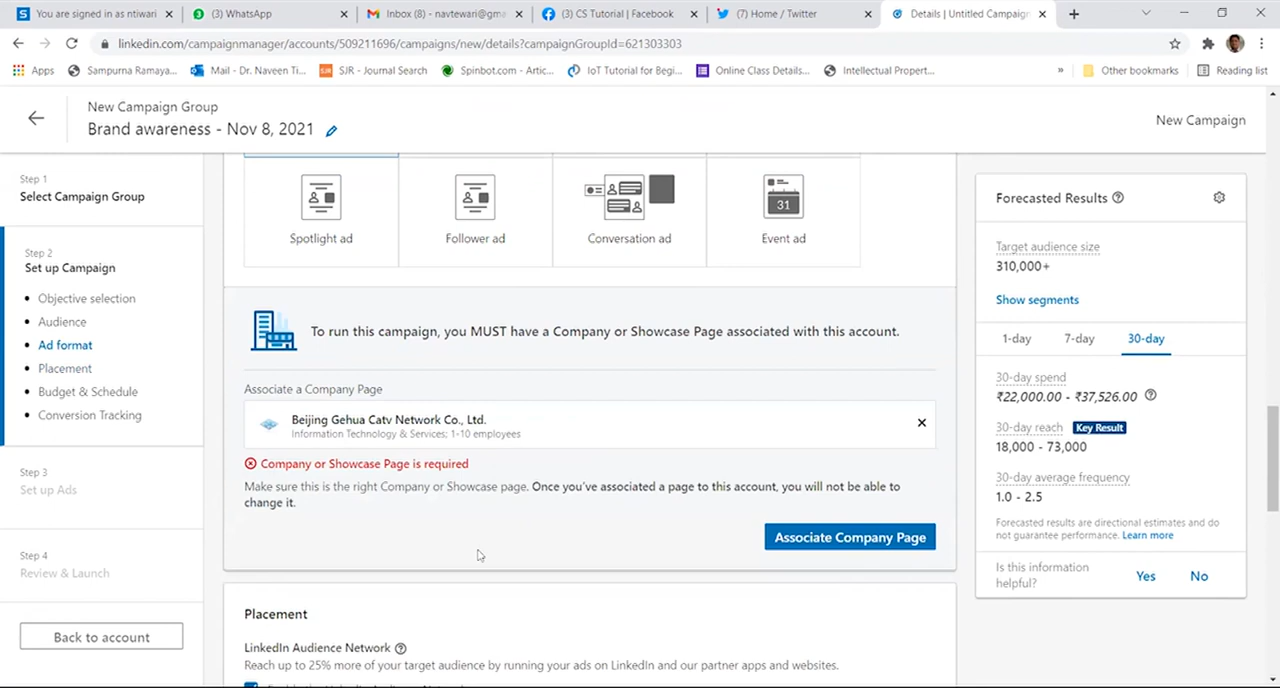 You are signed in as ntiwari
(3) WhatsApp
Inbox (8) - navtewari@gm
(3) CS Tutorial | Facebook
(7) Home / Twitter
Details | Untitled Campaign
linkedin.com/campaignmanager/accounts/509211696/campaigns/new/details?campaignGroupId=621303303
Apps
Sampurna Ramaya...
Mail - Dr. Naveen Ti...
SJR - Journal Search
Spinbot.com - Artic...
IoT Tutorial for Begi...
Online Class Details...
Intellectual Propert...
»
Other bookmarks
Reading list
New Campaign Group
Brand awareness - Nov 8, 2021
New Campaign
Step 1
Select Campaign Group
Step 2
Set up Campaign
• Objective selection
• Audience
• Ad format
• Placement
• Budget & Schedule
• Conversion Tracking
Step 3
Set up Ads
Step 4
Review & Launch
Back to account
Spotlight ad
Follower ad
Conversation ad
31
Event ad
To run this campaign, you MUST have a Company or Showcase Page associated with this account.
Associate a Company Page
Beijing Gehua Catv Network Co., Ltd.
Information Technology & Services; 1-10 employees
Company or Showcase Page is required
Make sure this is the right Company or Showcase page. Once you've associated a page to this account, you will not be able to
change it.
Associate Company Page
Placement
LinkedIn Audience Network
Reach up to 25% more of your target audience by running your ads on LinkedIn and our partner apps and websites.
Forecasted Results
Target audience size
310,000+
Show segments
1-day 7-day 30-day
30-day spend
₹22,000.00 - ₹37,526.00
30-day reach Key Result
18,000 - 73,000
30-day average frequency
1.0 - 2.5
Forecasted results are directional estimates and do
not guarantee performance. Learn more
Is this information
helpful?
Yes
No